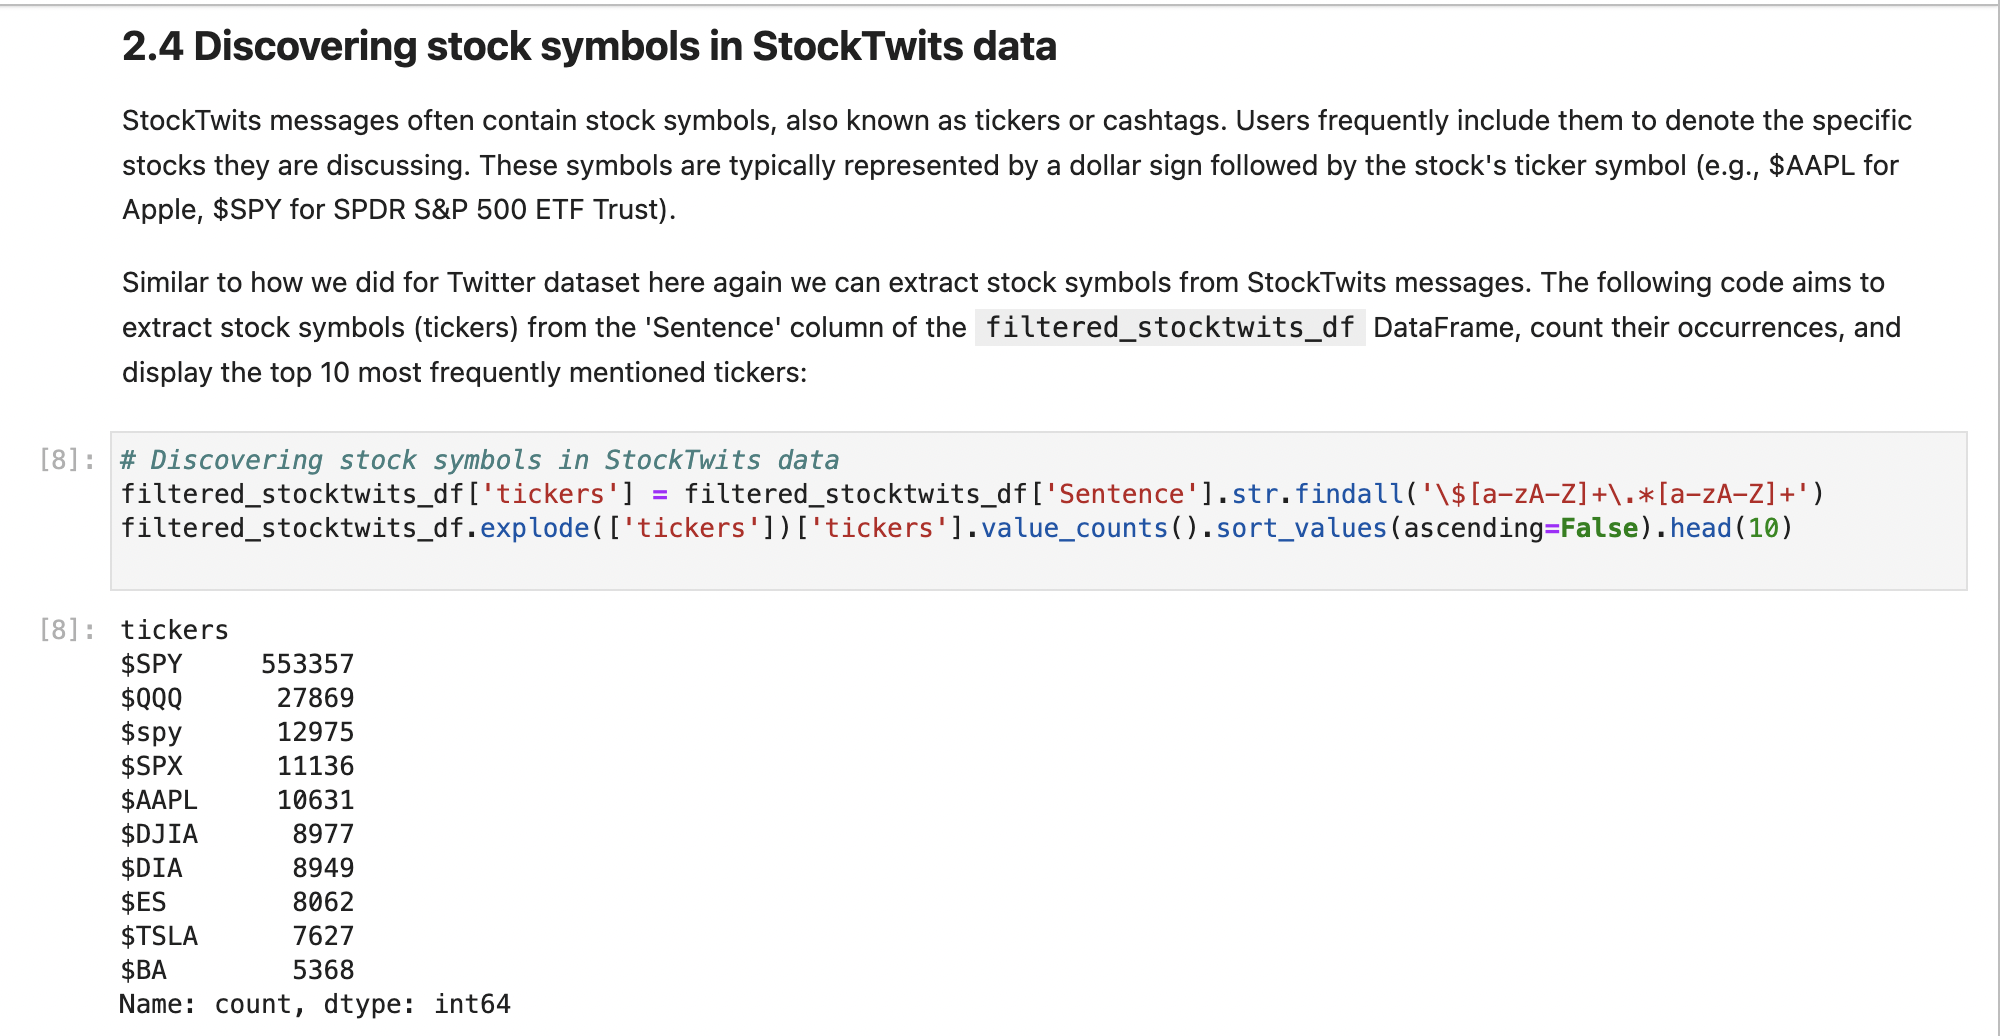 2.4 Discovering stock symbols in StockTwits data
StockTwits messages often contain stock symbols, also known as tickers or cashtags. Users frequently include them to denote the specific
stocks they are discussing. These symbols are typically represented by a dollar sign followed by the stock's ticker symbol (e.g., $AAPL for
Apple, $SPY for SPDR S&P 500 ETF Trust).
Similar to how we did for Twitter dataset here again we can extract stock symbols from StockTwits messages. The following code aims to
extract stock symbols (tickers) from the 'Sentence' column of the filtered_stocktwits_df DataFrame, count their occurrences, and
display the top 10 most frequently mentioned tickers:
[8]: # Discovering stock symbols in StockTwits data
filtered_stocktwits_df['tickers'] = filtered_stocktwits_df['Sentence'].str.findall('\$[a-zA-Z]+\.*[a-zA-Z]+')
filtered_stocktwits_df.explode(['tickers'])['tickers'].value_counts().sort_values(ascending=False).head(10)
[8]: tickers
$SPY 553357
$QQQ 27869
$spy 12975
$SPX 11136
$AAPL 10631
$DJIA 8977
$DIA 8949
$ES 8062
$TSLA 7627
$BA 5368
Name: count, dtype: int64